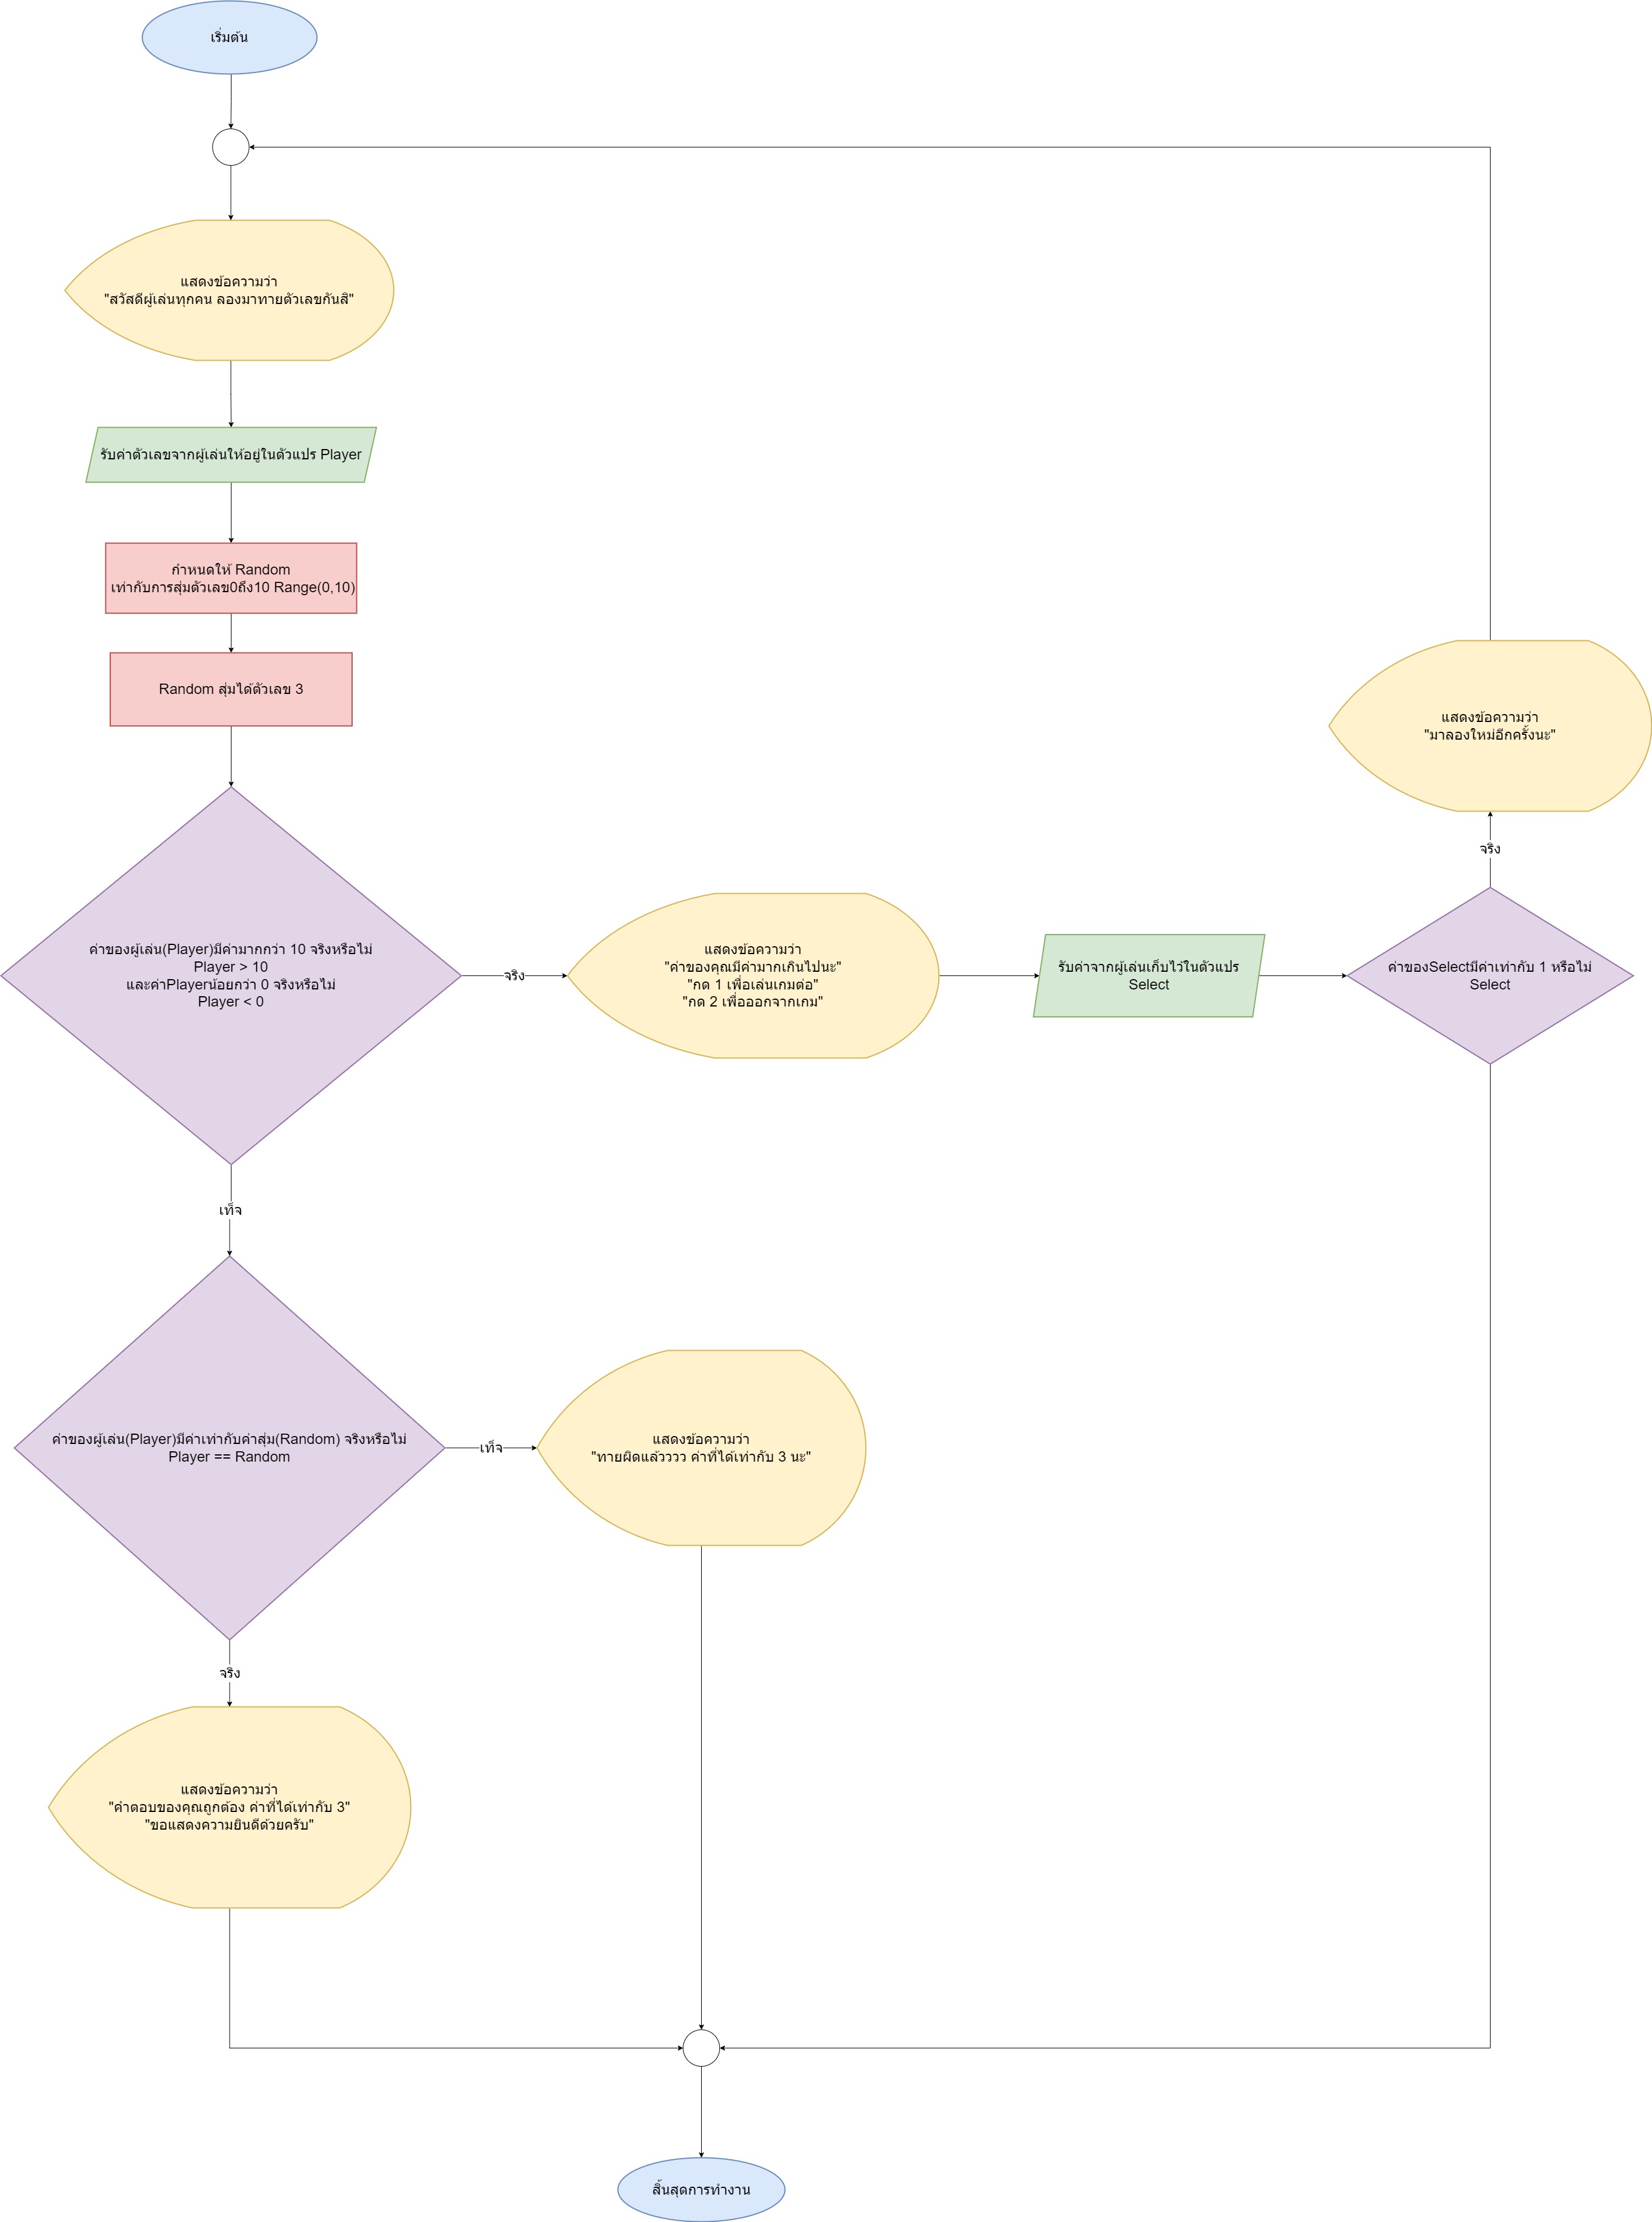 เริ่มต้น
แสดงข้อความว่า
"สวัสดีผู้เล่นทุกคน ลองมาทายตัวเลขกันสิ"
รับค่าตัวเลขจากผู้เล่นให้อยู่ในตัวแปร Player
กำหนดให้ Random
เท่ากับการสุ่มตัวเลข0ถึง10 Range(0,10)
Random สุ่มได้ตัวเลข 3
ค่าของผู้เล่น(Player)มีค่ามากกว่า 10 จริงหรือไม่
Player > 10
และค่าPlayerน้อยกว่า 0 จริงหรือไม่
Player < 0
จริง
แสดงข้อความว่า
"ค่าของคุณมีค่ามากเกินไปนะ"
"กด 1 เพื่อเล่นเกมต่อ"
"กด 2 เพื่อออกจากเกม"
รับค่าจากผู้เล่นเก็บไว้ในตัวแปร
Select
ค่าของSelectมีค่าเท่ากับ 1 หรือไม่
Select
จริง
แสดงข้อความว่า
"มาลองใหม่อีกครั้งนะ"
เท็จ
ค่าของผู้เล่น(Player)มีค่าเท่ากับค่าสุ่ม(Random) จริงหรือไม่
Player == Random
เท็จ
แสดงข้อความว่า
"ทายผิดแล้วววว ค่าที่ได้เท่ากับ 3 นะ"
จริง
แสดงข้อความว่า
"คำตอบของคุณถูกต้อง ค่าที่ได้เท่ากับ 3"
"ขอแสดงความยินดีด้วยครับ"
สิ้นสุดการทำงาน